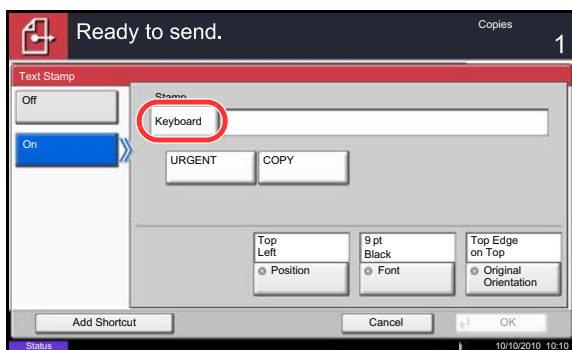 Ready to send.
Copies
1
Text Stamp
Off
On
Stamp
Keyboard
URGENT
COPY
Top
Left
Position
9 pt
Black
Font
Top Edge
on Top
Original
Orientation
Add Shortcut
Cancel
OK
Status
10/10/2010 10:10